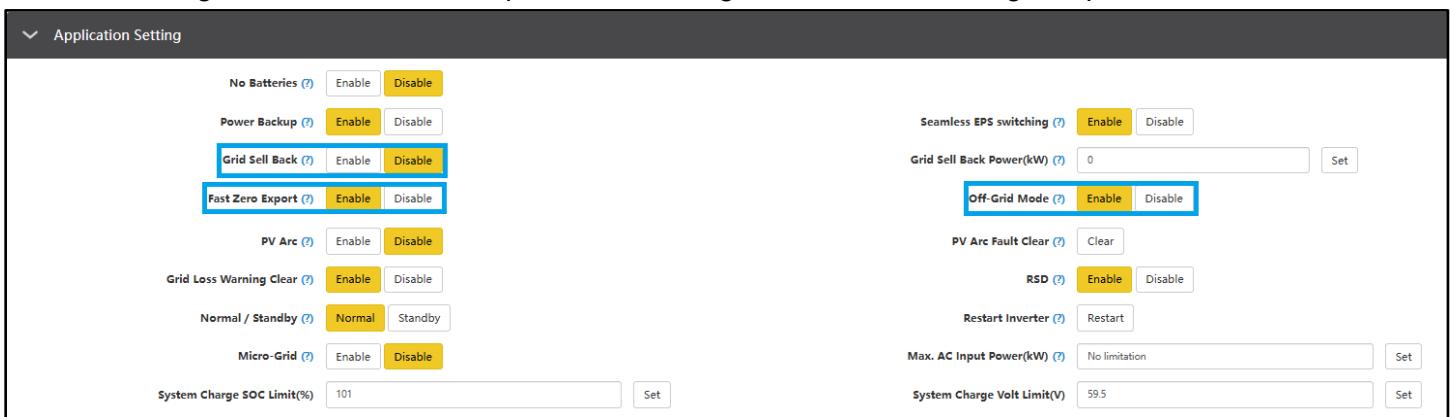 Application Setting
No Batteries (?) Enable Disable
Power Backup (?) Enable Disable Seamless EPS switching (?) Enable Disable
Grid Sell Back (?) Enable Disable Grid Sell Back Power(kW) (?) 0 Set
Fast Zero Export (?) Enable Disable Off-Grid Mode (?) Enable Disable
PV Arc (?) Enable Disable PV Arc Fault Clear (?) Clear
Grid Loss Warning Clear (?) Enable Disable RSD (?) Enable Disable
Normal / Standby (?) Normal Standby Restart Inverter (?) Restart
Micro-Grid (?) Enable Disable Max. AC Input Power(kW) (?) No limitation Set
System Charge SOC Limit(%) 101 Set System Charge Volt Limit(V) 59.5 Set